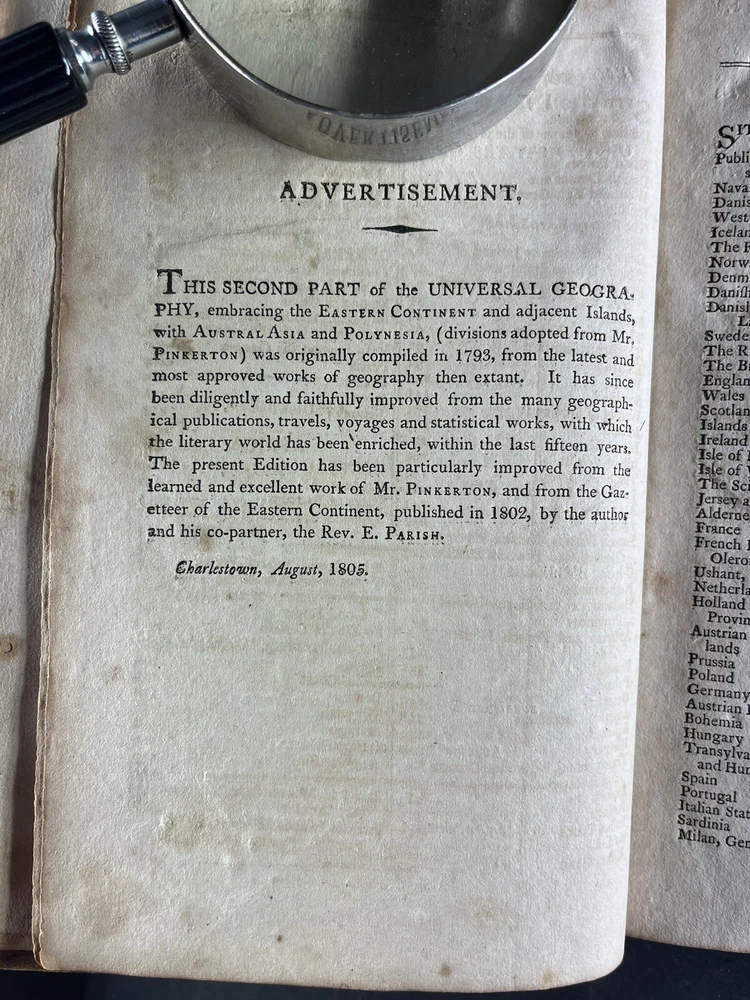 ADVERTISEMENT.
THIS SECOND PART of the UNIVERSAL GEOGRA-
PHY, embracing the EASTERN CONTINENT and adjacent Islands,
with AUSTRAL ASIA and POLYNESIA, (divisions adopted from Mr.
PINKERTON) was originally compiled in 1793, from the latest and
most approved works of geography then extant. It has since
been diligently and faithfully improved from the many geograph-
ical publications, travels, voyages and statistical works, with which
the literary world has been enriched, within the last fifteen years.
The present Edition has been particularly improved from the
learned and excellent work of Mr. PINKERTON, and from the Gaz-
etteer of the Eastern Continent, published in 1802, by the author
and his co-partner, the Rev. E. PARISH.
Charlestown, August, 1805.
SIT
Publi
s
Nava
Danis
West
Icelan
The F
Norw
Denm
Danish
Danish
La
Swede
The R
The B
Englan
Wales
Scotlan
Islands
Ireland
Isle of
Isle of
The Sci
Jersey a
Alderne
France
French I
Olero
Ushant,
Netherla
Holland
Provin
Austrian
lands
Prussia
Poland
Germany
Austrian
Bohemia
Hungary
Transylva
and Hun
Spain
Portugal
Italian Stat
Sardinia
Milan, Gen